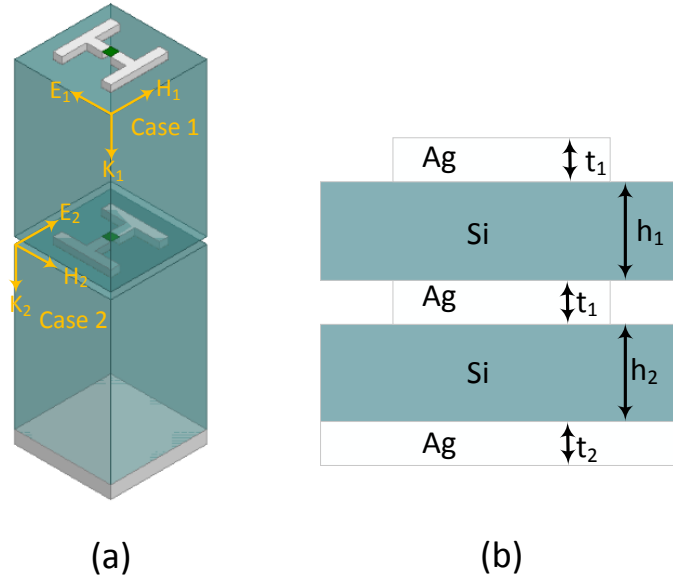 E₁
H₁
Case 1
K₁
E₂
H₂
K₂
Case 2
(a)
Ag
t₁
Si
h₁
Ag
t₁
Si
h₂
Ag
t₂
(b)